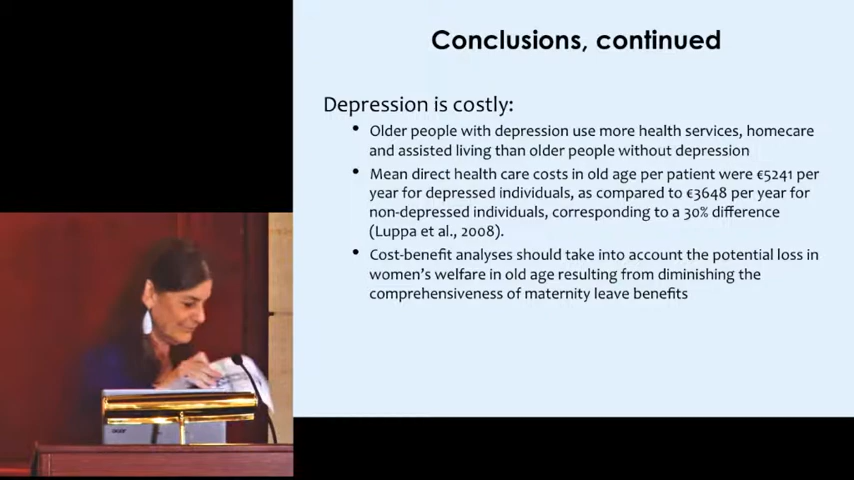 Conclusions, continued
Depression is costly:
• Older people with depression use more health services, homecare
and assisted living than older people without depression
• Mean direct health care costs in old age per patient were €5241 per
year for depressed individuals, as compared to €3648 per year for
non-depressed individuals, corresponding to a 30% difference
(Luppa et al., 2008).
• Cost-benefit analyses should take into account the potential loss in
women's welfare in old age resulting from diminishing the
comprehensiveness of maternity leave benefits
acer